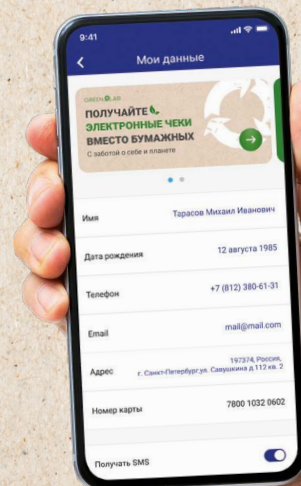 9:41
Мои данные
GREEN LAB
ПОЛУЧАЙТЕ
ЭЛЕКТРОННЫЕ ЧЕКИ
ВМЕСТО БУМАЖНЫХ
С заботой о себе и планете
Имя Тарасов Михаил Иванович
Дата рождения 12 августа 1985
Телефон +7 (812) 380-61-31
Email mail@mail.com
Адрес 197374, Россия,
г. Санкт-Петербург,ул. Савушкина д 112 кв. 2
Номер карты 7800 1032 0602
Получать SMS